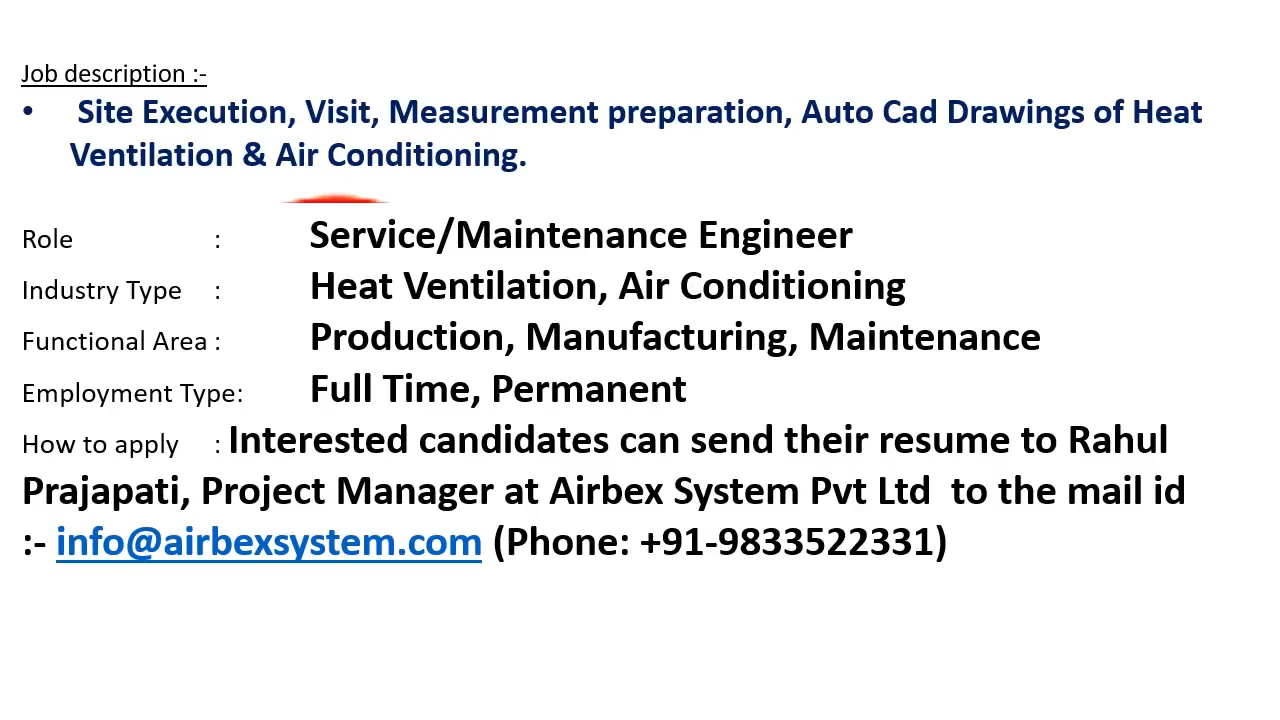 Job description :-
• Site Execution, Visit, Measurement preparation, Auto Cad Drawings of Heat
Ventilation & Air Conditioning.
Role : Service/Maintenance Engineer
Industry Type : Heat Ventilation, Air Conditioning
Functional Area : Production, Manufacturing, Maintenance
Employment Type: Full Time, Permanent
How to apply : Interested candidates can send their resume to Rahul
Prajapati, Project Manager at Airbex System Pvt Ltd to the mail id
:- info@airbexsystem.com (Phone: +91-9833522331)